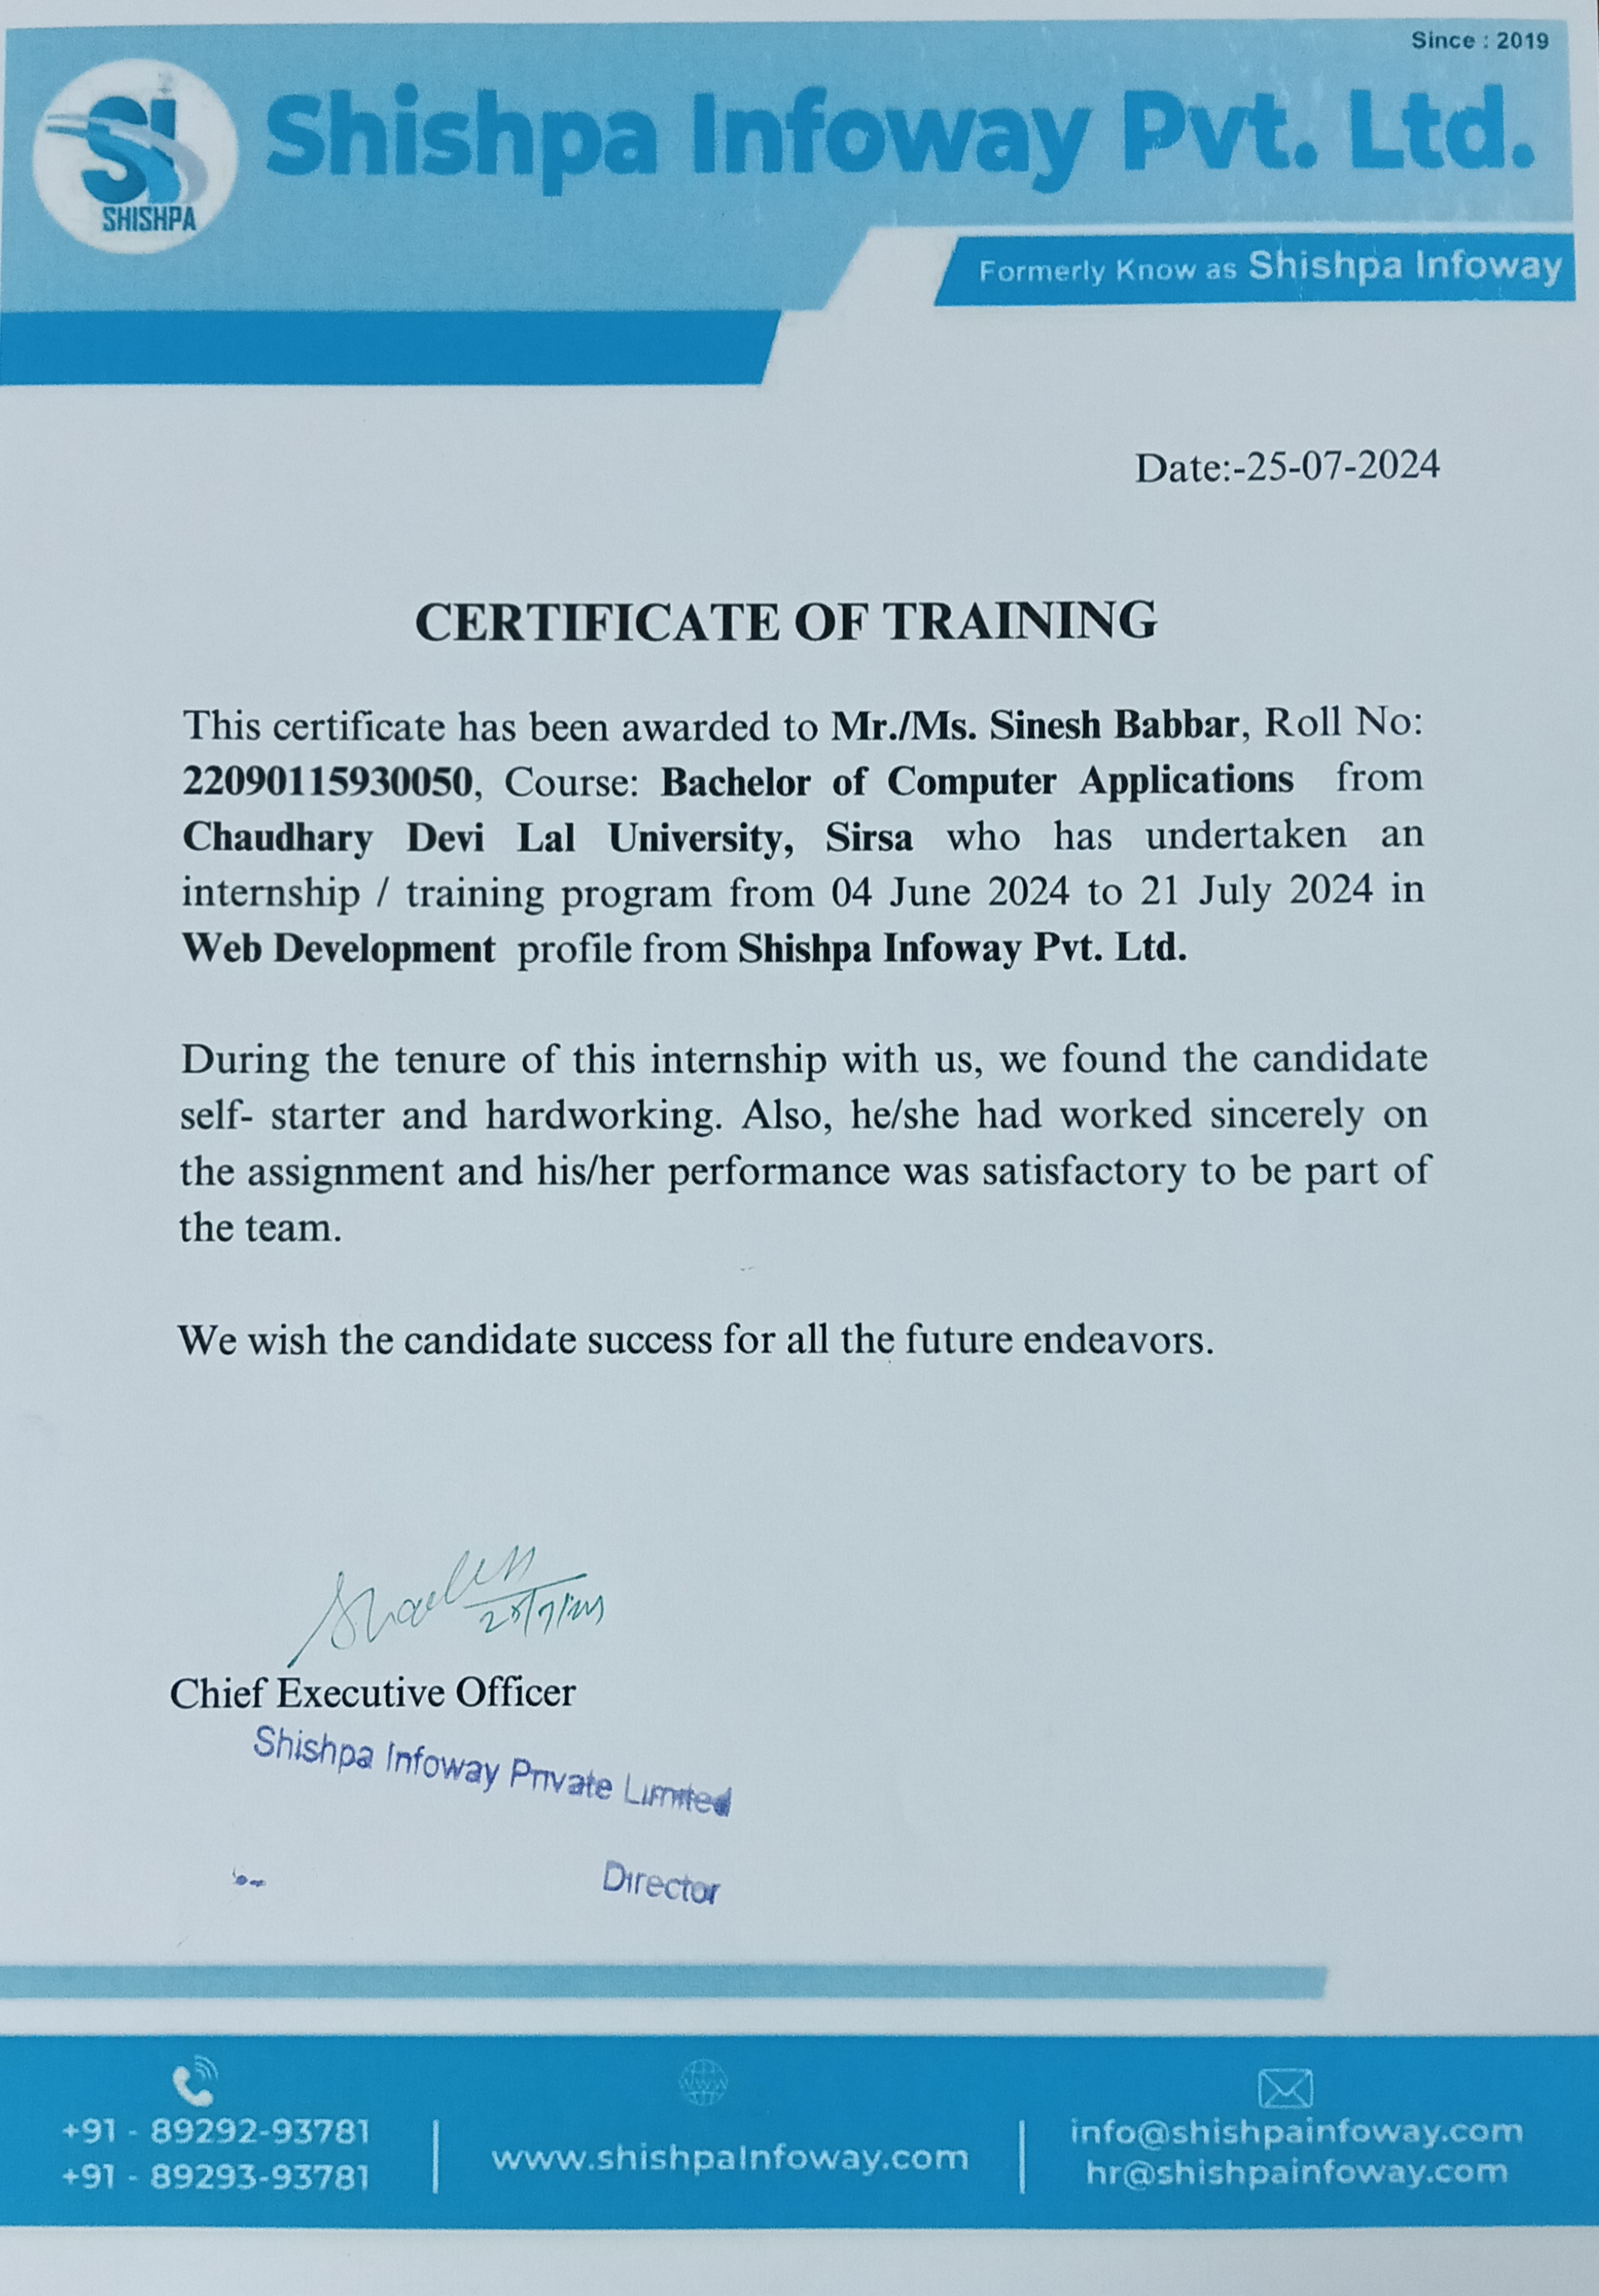 Since : 2019
SI
SHISHPA
Shishpa Infoway Pvt. Ltd.
Formerly Know as Shishpa Infoway
Date:-25-07-2024
CERTIFICATE OF TRAINING
This certificate has been awarded to Mr./Ms. Sinesh Babbar, Roll No:
22090115930050, Course: Bachelor of Computer Applications from
Chaudhary Devi Lal University, Sirsa who has undertaken an
internship / training program from 04 June 2024 to 21 July 2024 in
Web Development profile from Shishpa Infoway Pvt. Ltd.
During the tenure of this internship with us, we found the candidate
self- starter and hardworking. Also, he/she had worked sincerely on
the assignment and his/her performance was satisfactory to be part of
the team.
We wish the candidate success for all the future endeavors.
Chief Executive Officer
Shishpa Infoway Private Limited
Director
+91 - 89292-93781
+91 - 89293-93781
www.shishpaInfoway.com
info@shishpainfoway.com
hr@shishpainfoway.com